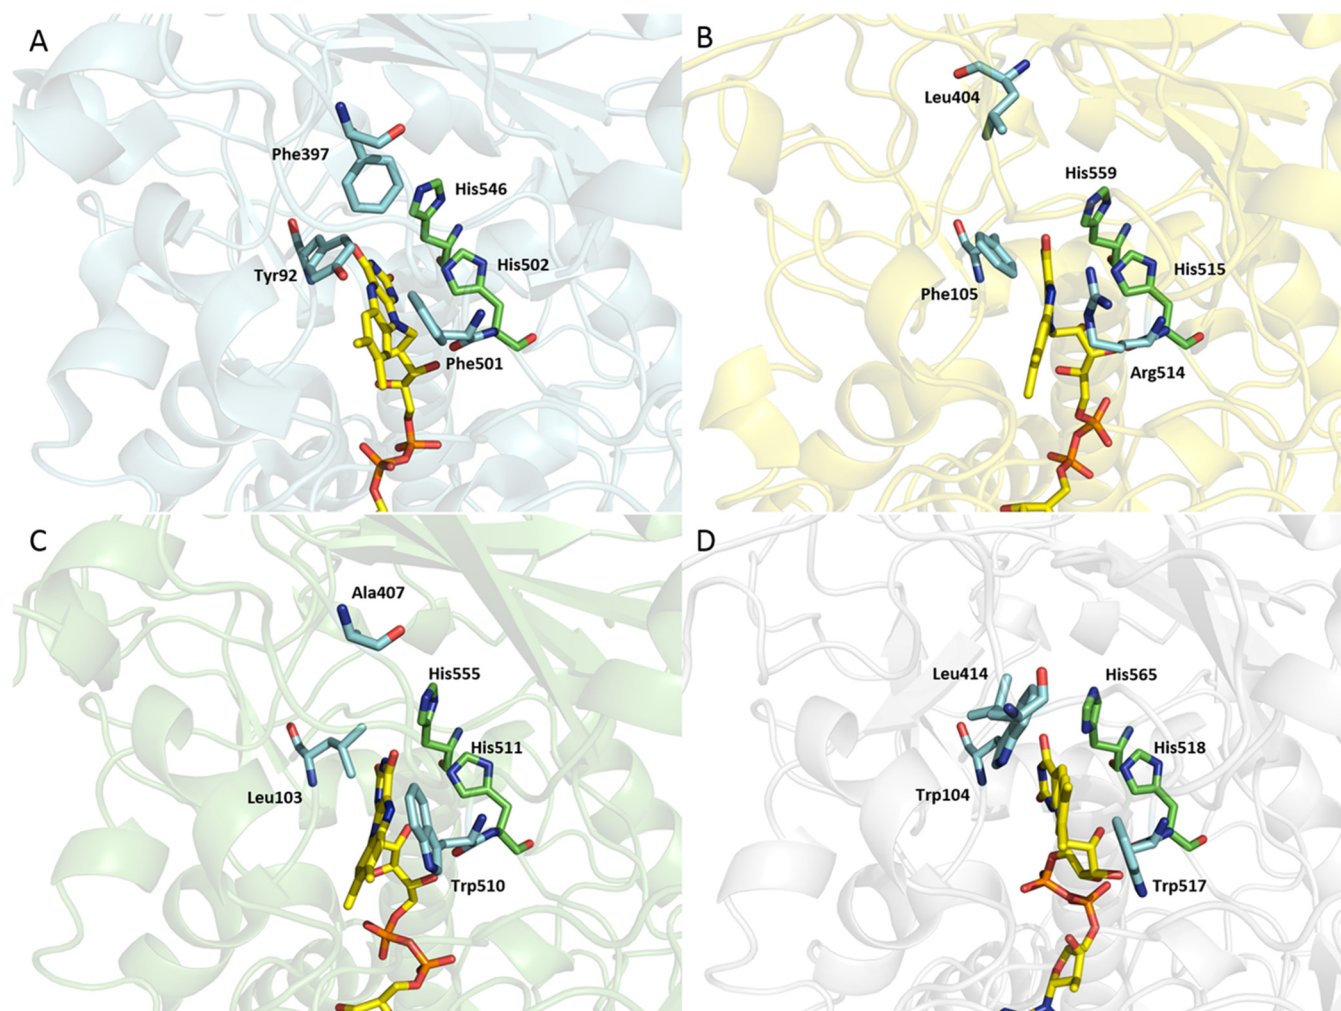 A
Phe397
His546
Tyr92
His502
Phe501
B
Leu404
His559
Phe105
His515
Arg514
C
Ala407
His555
His511
Leu103
Trp510
D
Leu414
His565
His518
Trp104
Trp517